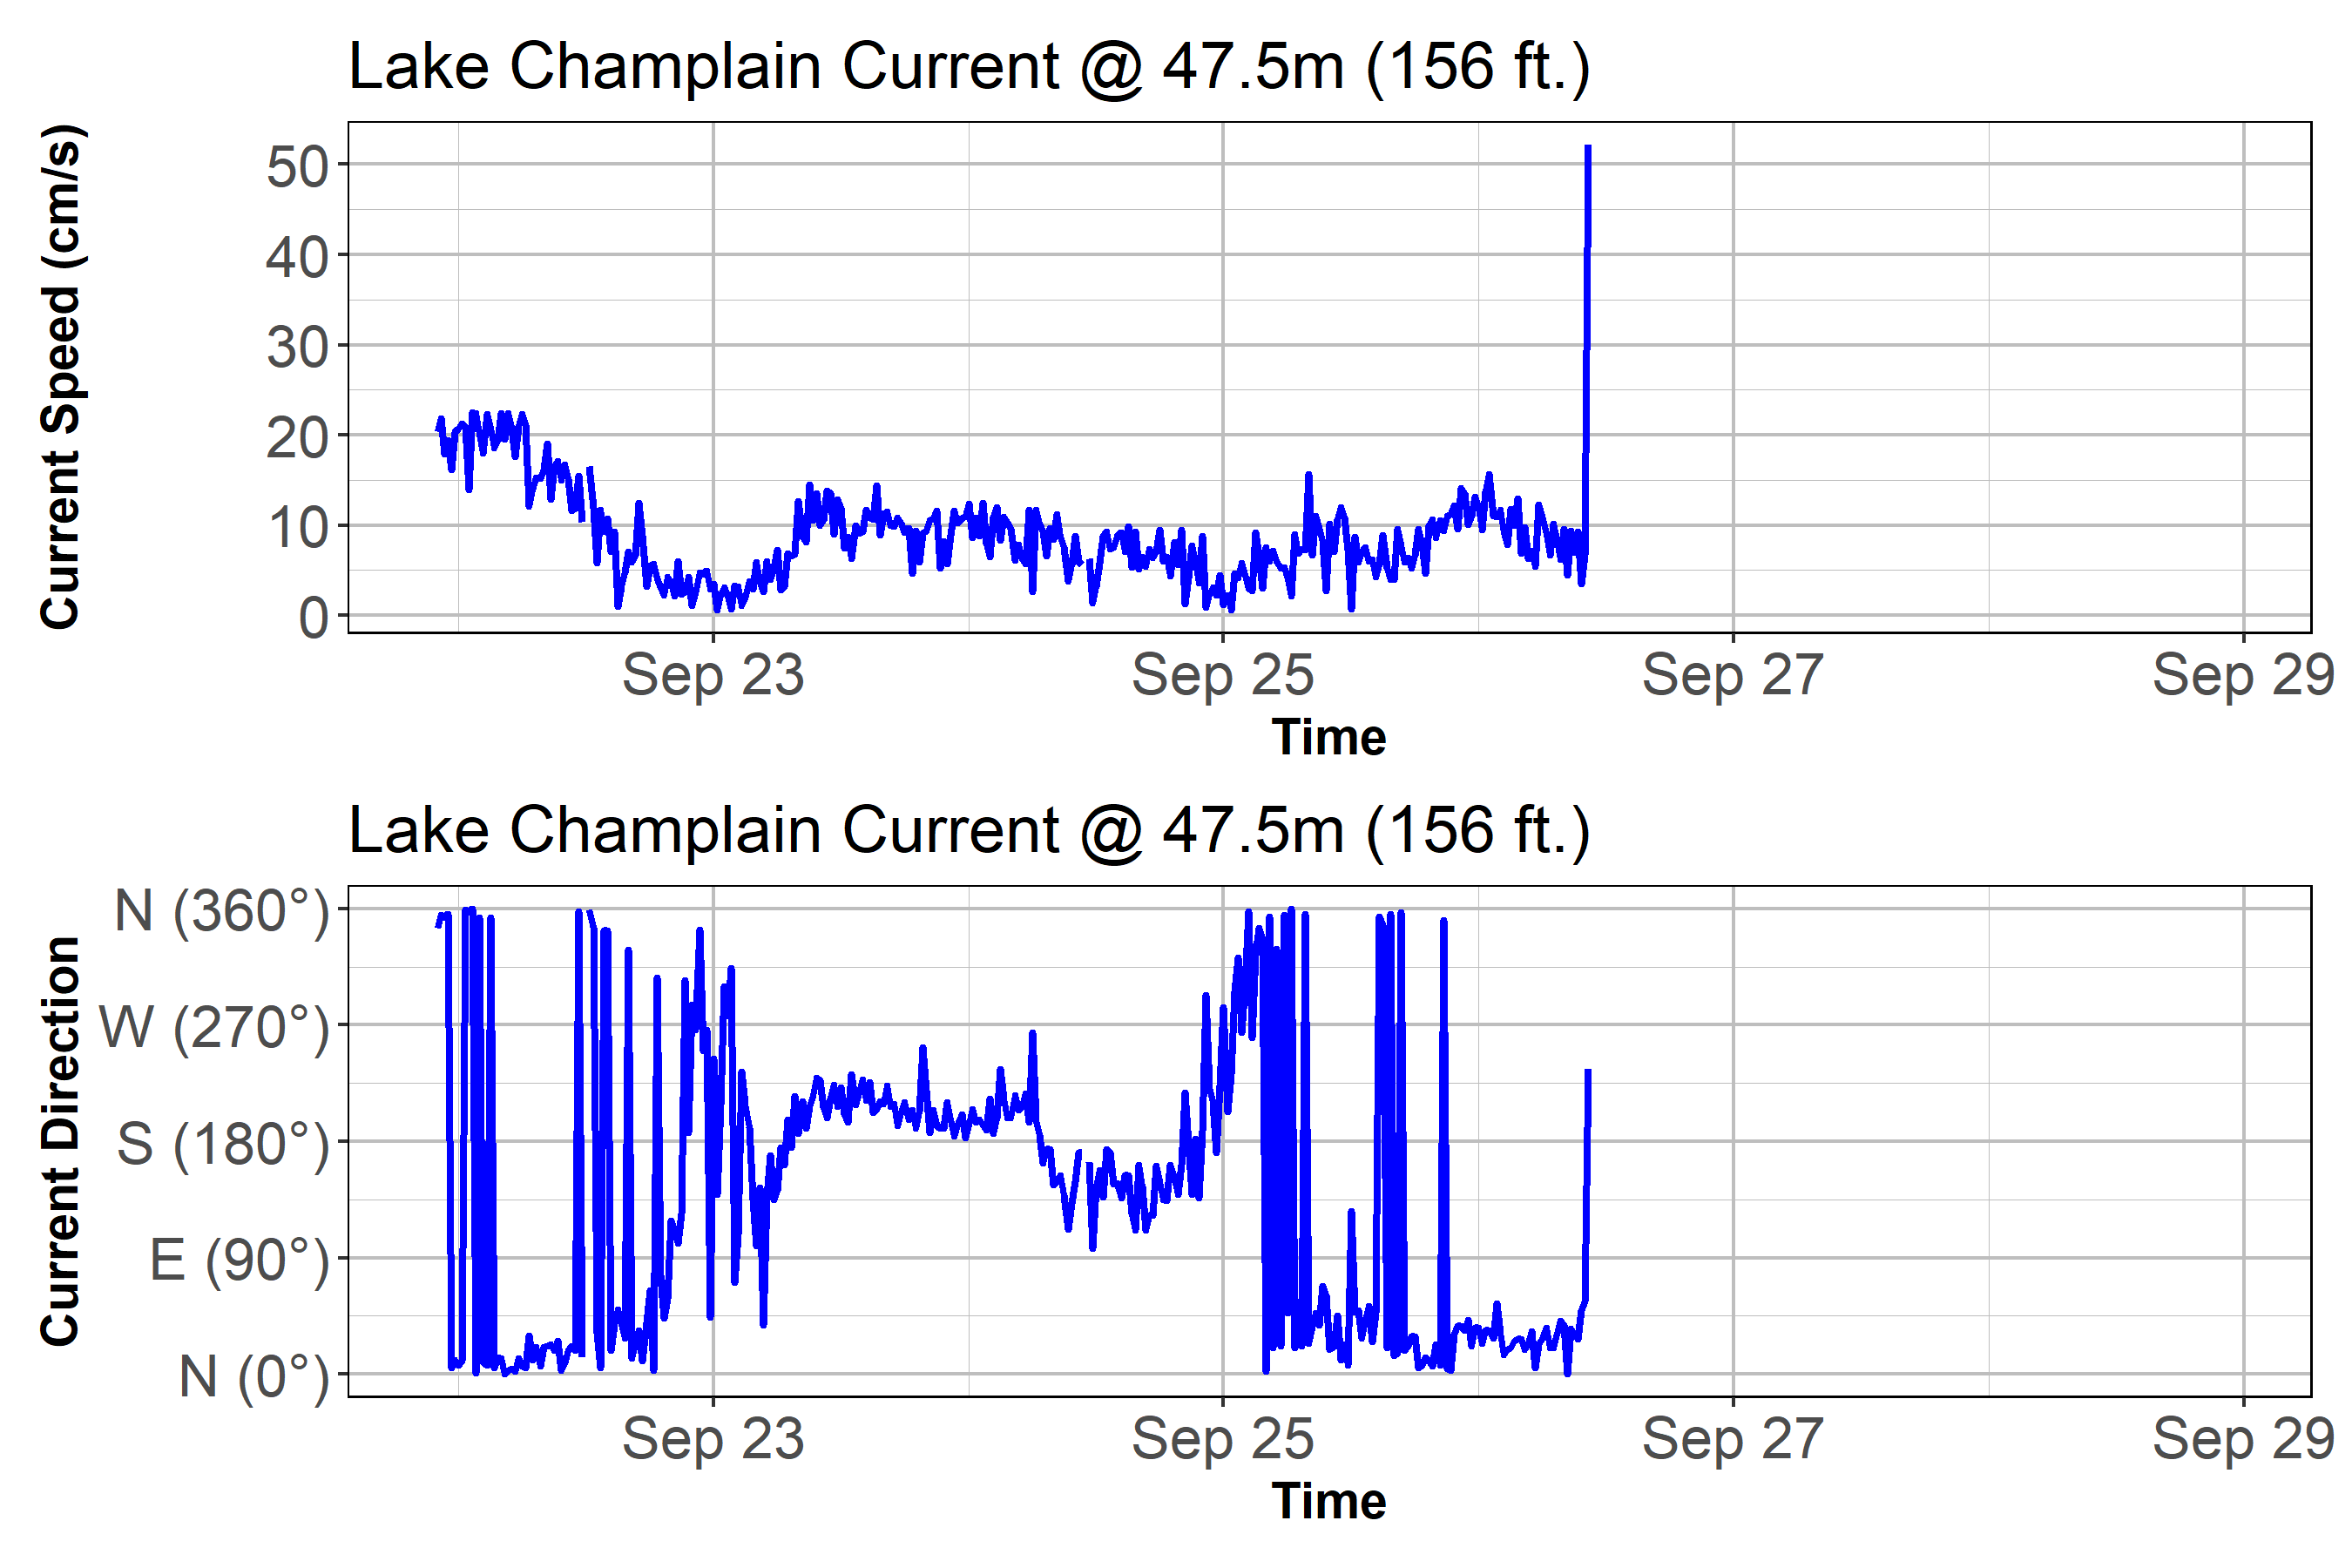 Lake Champlain Current @ 47.5m (156 ft.)
Current Speed (cm/s)
50
40
30
20
10
0
Sep 23 Sep 25 Sep 27 Sep 29
Time
Lake Champlain Current @ 47.5m (156 ft.)
Current Direction
N (360°)
W (270°)
S (180°)
E (90°)
N (0°)
Sep 23 Sep 25 Sep 27 Sep 29
Time